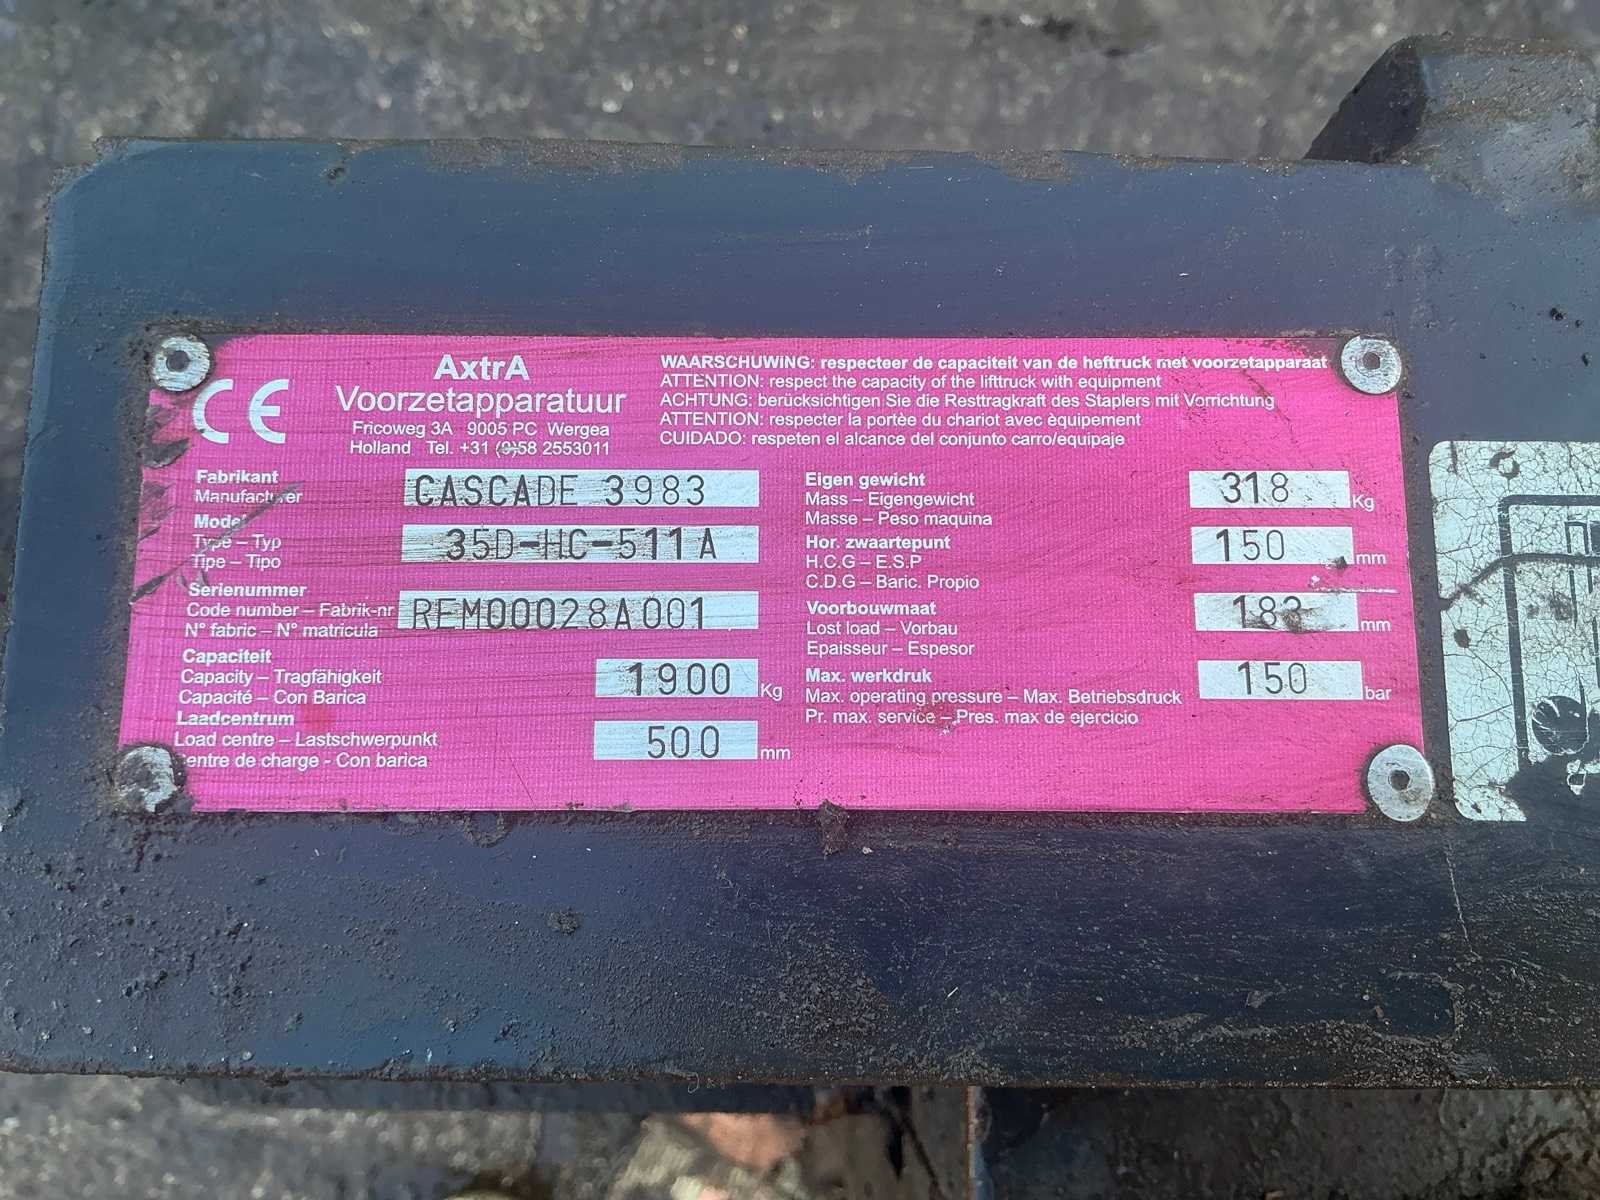 AxtrA
Voorzetapparatuur
Fricoweg 3A 9005 PC Wergea
Holland Tel. +31 (0)58 2553011
WAARSCHUWING: respecteer de capaciteit van de heftruck met voorzetapparaat
ATTENTION: respect the capacity of the lifttruck with equipment
ACHTUNG: berücksichtigen Sie die Resttragkraft des Staplers mit Vorrichtung
ATTENTION: respecter la portèe du chariot avec èquipement
CUIDADO: respeten el alcance del conjunto carro/equipaje
CE
Fabrikant
Manufacturer
CASCADE 3983
Model
Type – Typ
Tipe – Tipo
35D-HC-511A
Serienummer
Code number – Fabrik-nr
N° fabric – N° matricula
REM00028A001
Capaciteit
Capacity – Tragfähigkeit
Capacité – Con Barica
1900 Kg
Laadcentrum
Load centre – Lastschwerpunkt
entre de charge - Con barica
500 mm
Eigen gewicht
Mass – Eigengewicht
Masse – Peso maquina
318 Kg
Hor. zwaartepunt
H.C.G – E.S.P
C.D.G – Baric. Propio
150 mm
Voorbouwmaat
Lost load – Vorbau
Epaisseur – Espesor
183 mm
Max. werkdruk
Max. operating pressure – Max. Betriebsdruck
Pr. max. service – Pres. max de ejercicio
150 bar